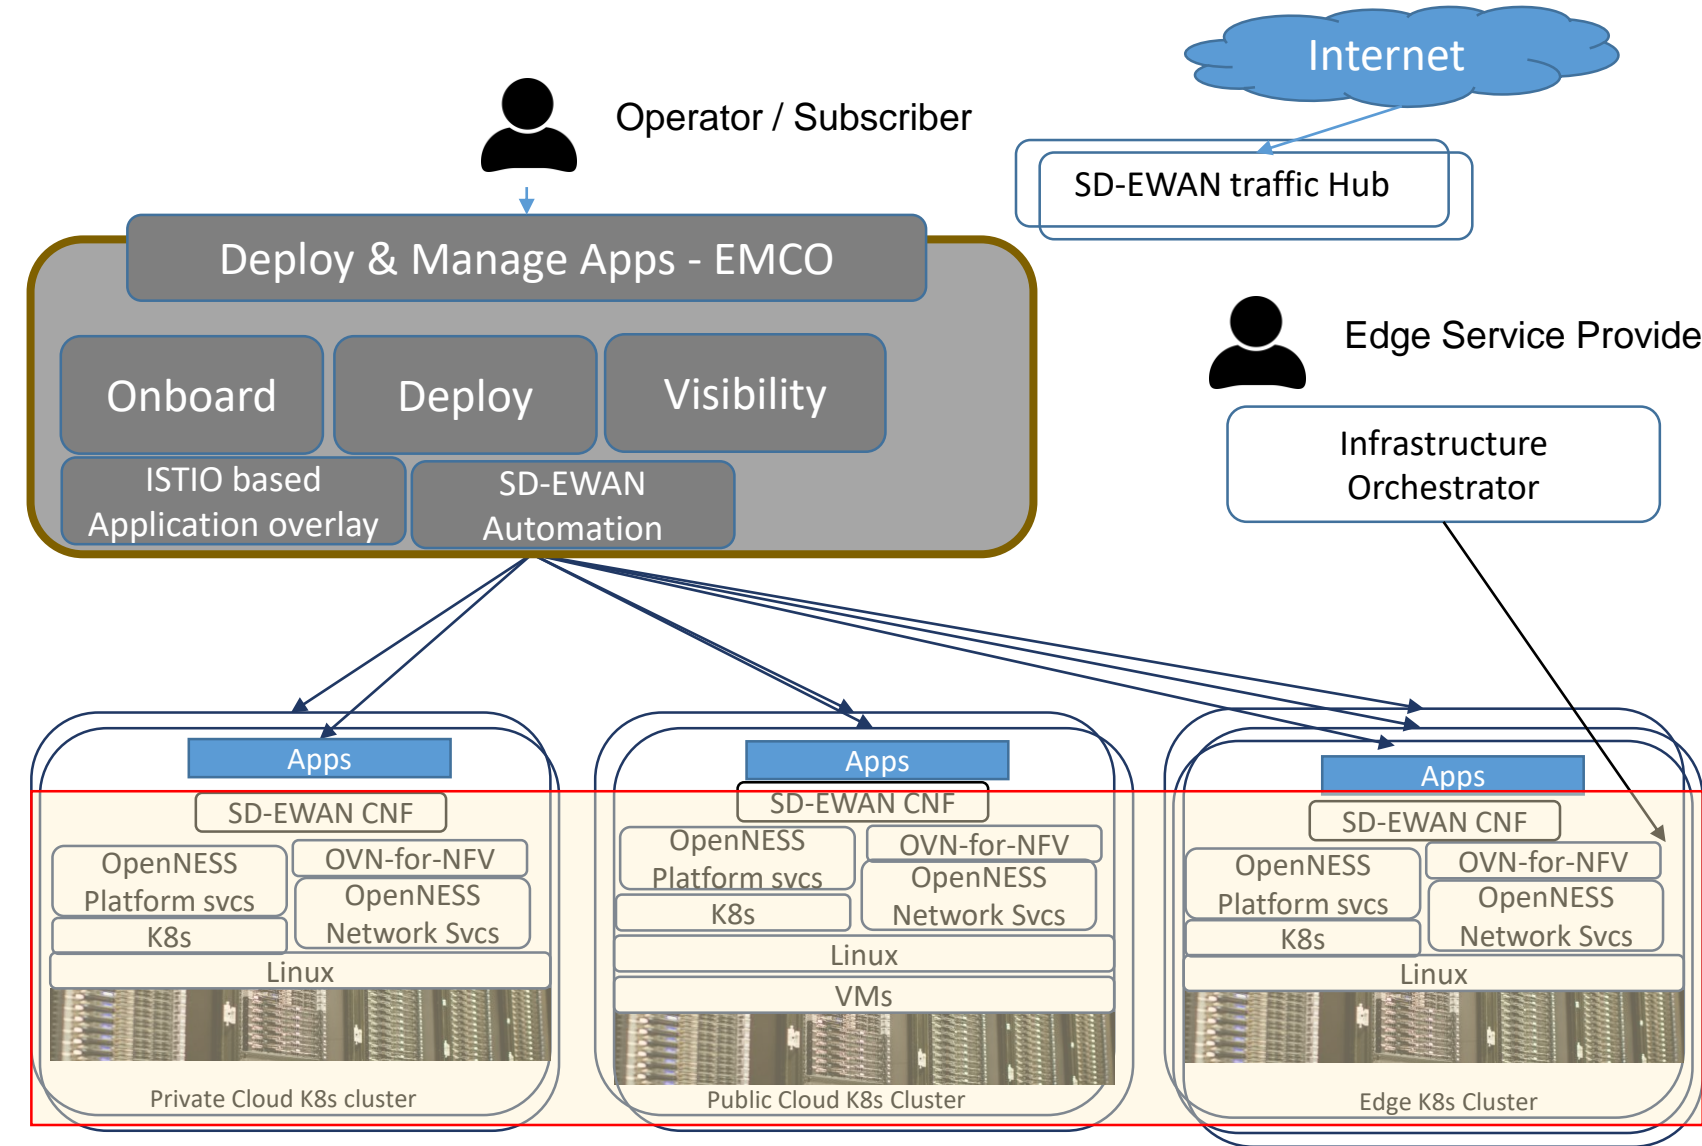 Internet
Operator / Subscriber
SD-EWAN traffic Hub
Deploy & Manage Apps - EMCO
Edge Service Provide
Onboard
Deploy
Visibility
Infrastructure
Orchestrator
ISTIO based
Application overlay
SD-EWAN
Automation
Apps
SD-EWAN CNF
OpenNESS
Platform svcs
OVN-for-NFV
OpenNESS
Network Svcs
K8s
Linux
Private Cloud K8s cluster
Apps
SD-EWAN CNF
OpenNESS
Platform svcs
OVN-for-NFV
OpenNESS
Network Svcs
K8s
Linux
VMs
Public Cloud K8s Cluster
Apps
SD-EWAN CNF
OpenNESS
Platform svcs
OVN-for-NFV
OpenNESS
Network Svcs
K8s
Linux
Edge K8s Cluster